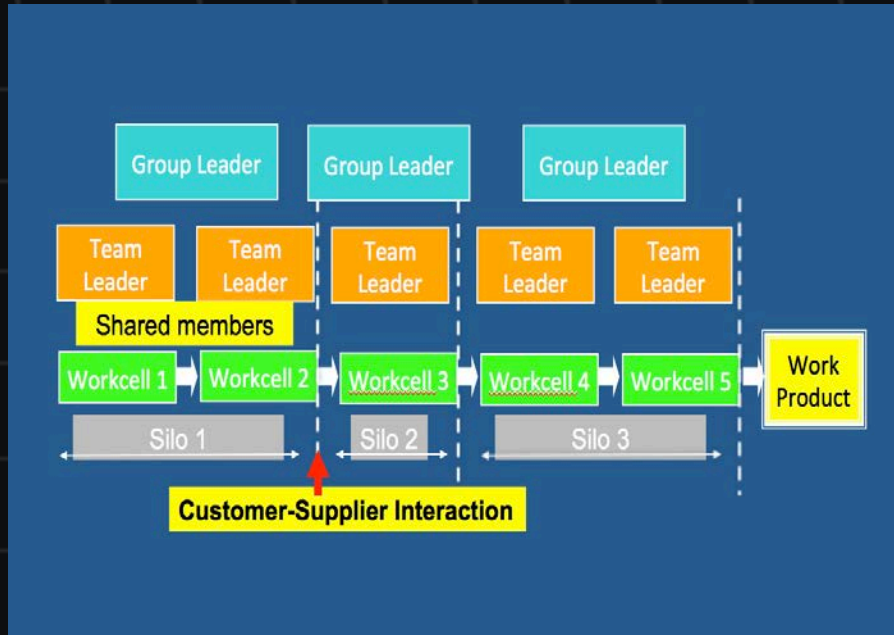 Group Leader
Group Leader
Group Leader
Team
Leader
Team
Leader
Team
Leader
Team
Leader
Team
Leader
Shared members
Workcell 1
Workcell 2
Workcell 3
Workcell 4
Workcell 5
Work
Product
Silo 1
Silo 2
Silo 3
Customer-Supplier Interaction